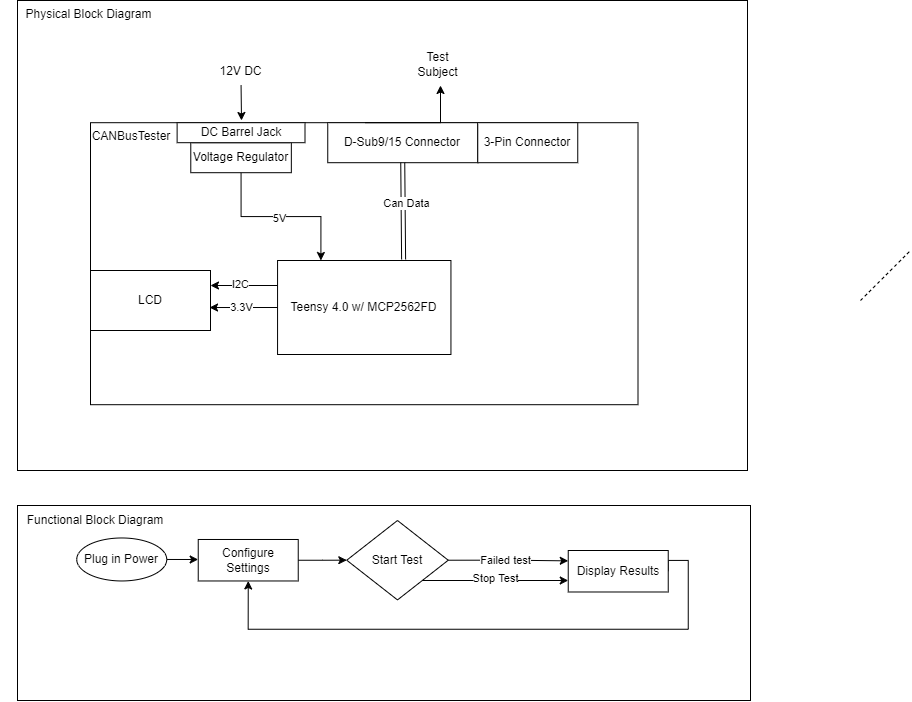 Physical Block Diagram
12V DC
Test
Subject
CANBusTester
DC Barrel Jack
Voltage Regulator
D-Sub9/15 Connector
3-Pin Connector
Can Data
5V
LCD
I2C
3.3V
Teensy 4.0 w/ MCP2562FD
Functional Block Diagram
Plug in Power
Configure
Settings
Start Test
Failed test
Stop Test
Display Results